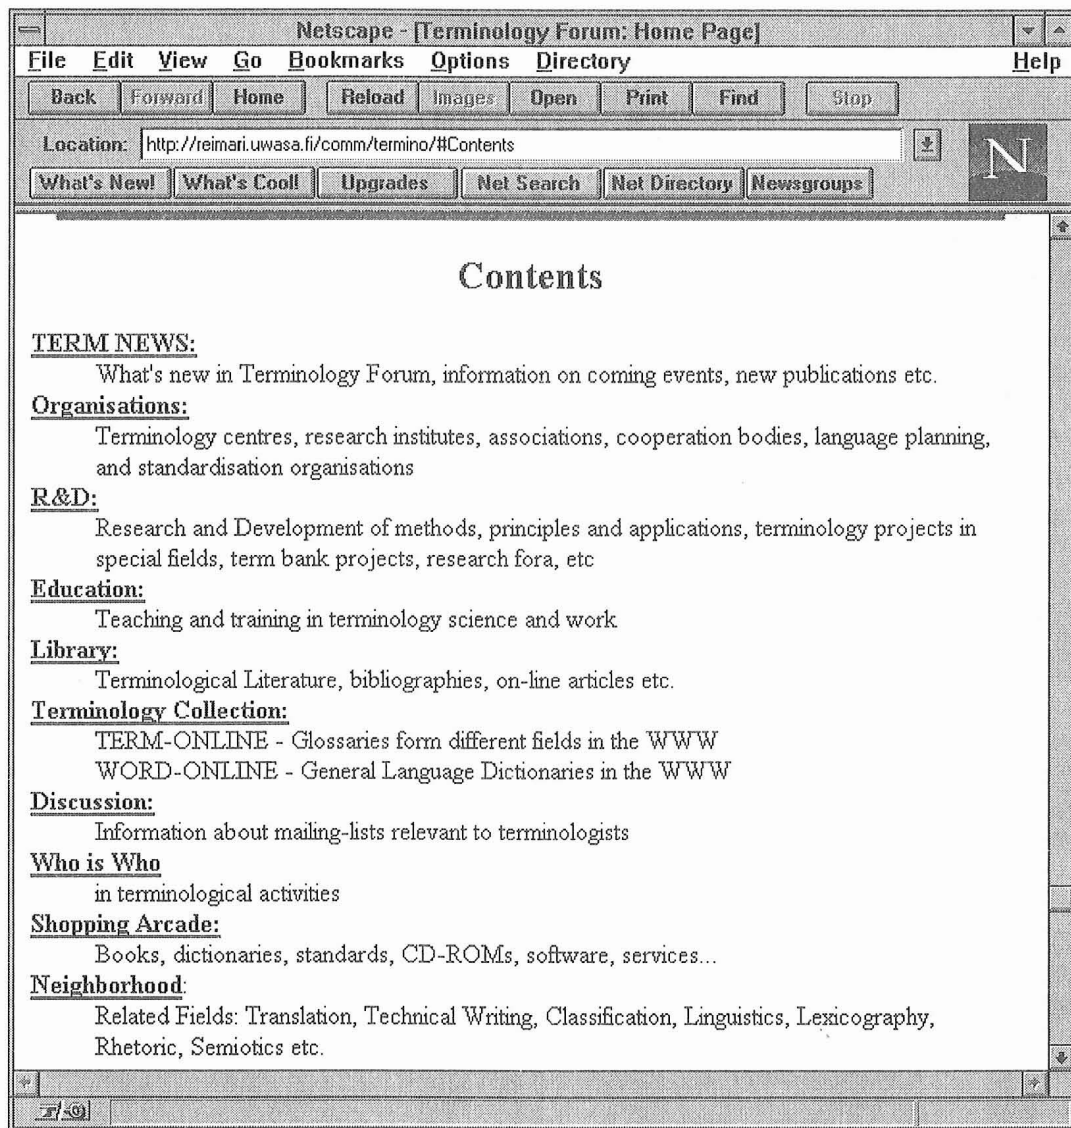 Netscape - [Terminology Forum: Home Page]
File Edit View Go Bookmarks Options Directory Help
Back Forward Home Reload Images Open Print Find Stop
Location: http://reimari.uwasa.fi/comm/termino/#Contents
N
What's New! What's Cool! Upgrades Net Search Net Directory Newsgroups
Contents
TERM NEWS:
What's new in Terminology Forum, information on coming events, new publications etc.
Organisations:
Terminology centres, research institutes, associations, cooperation bodies, language planning,
and standardisation organisations
R&D:
Research and Development of methods, principles and applications, terminology projects in
special fields, term bank projects, research fora, etc
Education:
Teaching and training in terminology science and work
Library:
Terminological Literature, bibliographies, on-line articles etc.
Terminology Collection:
TERM-ONLINE - Glossaries form different fields in the WWW
WORD-ONLINE - General Language Dictionaries in the WWW
Discussion:
Information about mailing-lists relevant to terminologists
Who is Who
in terminological activities
Shopping Arcade:
Books, dictionaries, standards, CD-ROMs, software, services...
Neighborhood:
Related Fields: Translation, Technical Writing, Classification, Linguistics, Lexicography,
Rhetoric, Semiotics etc.